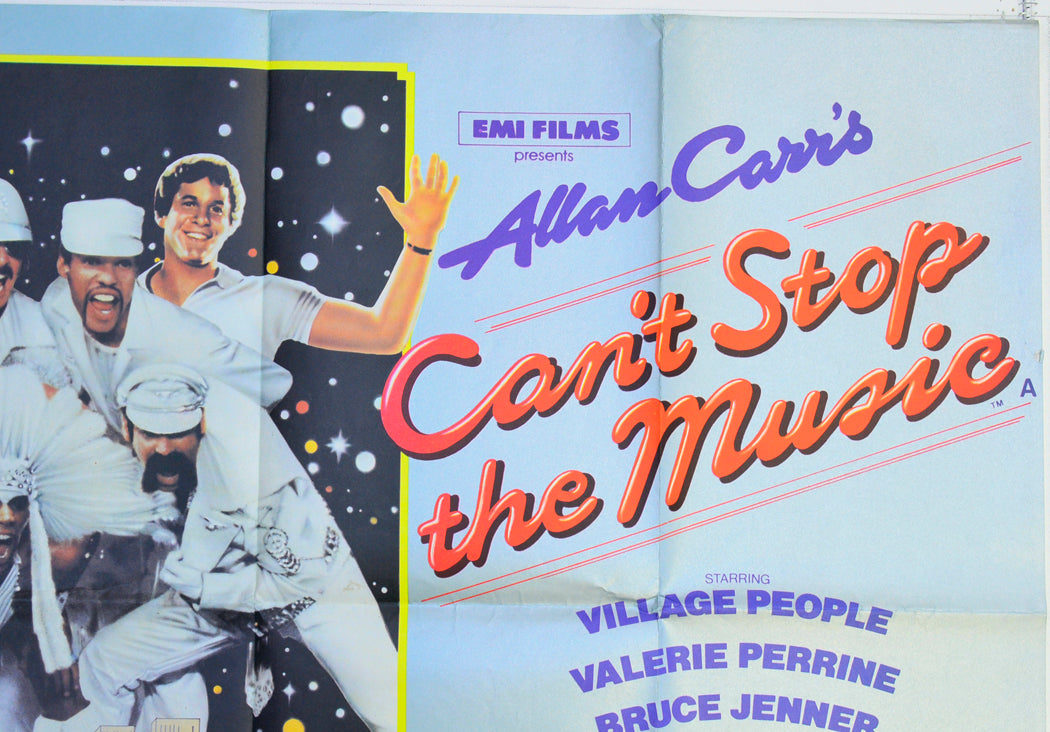 EMI FILMS
presents
Allan Carr's
Can't Stop
the Music
TM A
STARRING
VILLAGE PEOPLE
VALERIE PERRINE
BRUCE JENNER